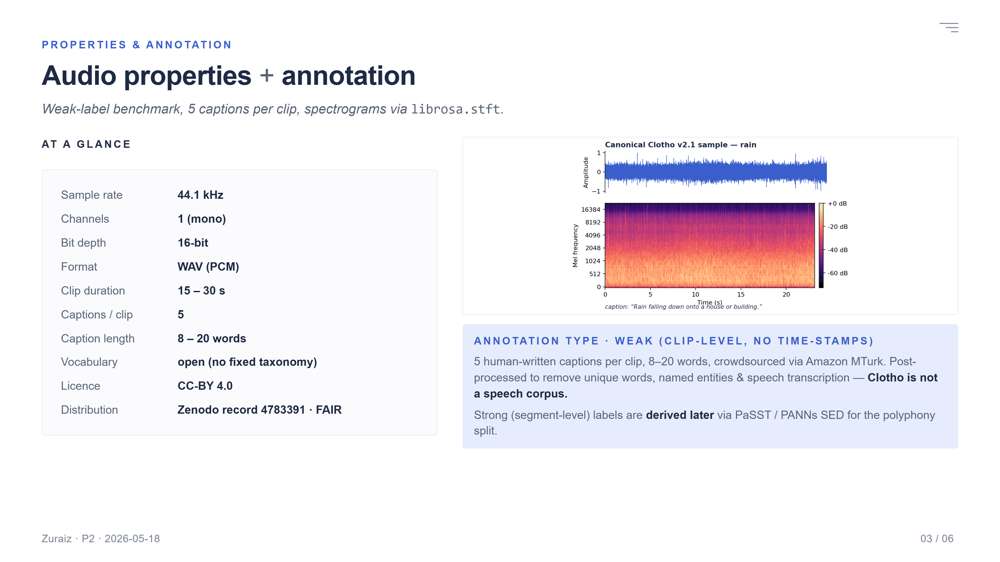 PROPERTIES & ANNOTATION
Audio properties + annotation
Weak-label benchmark, 5 captions per clip, spectrograms via librosa.stft.
AT A GLANCE
Sample rate 44.1 kHz
Channels 1 (mono)
Bit depth 16-bit
Format WAV (PCM)
Clip duration 15 – 30 s
Captions / clip 5
Caption length 8 – 20 words
Vocabulary open (no fixed taxonomy)
Licence CC-BY 4.0
Distribution Zenodo record 4783391 · FAIR
Canonical Clotho v2.1 sample — rain
Amplitude
1
0
−1
Mel frequency
16384
8192
4096
2048
1024
512
0
+0 dB
-20 dB
-40 dB
-60 dB
0 5 10 15 20
Time (s)
caption: “Rain falling down onto a house or building.”
ANNOTATION TYPE · WEAK (CLIP-LEVEL, NO TIME-STAMPS)
5 human-written captions per clip, 8–20 words, crowdsourced via Amazon MTurk. Post-
processed to remove unique words, named entities & speech transcription — Clotho is not
a speech corpus.
Strong (segment-level) labels are derived later via PaSST / PANNs SED for the polyphony
split.
Zuraiz · P2 · 2026-05-18
03 / 06